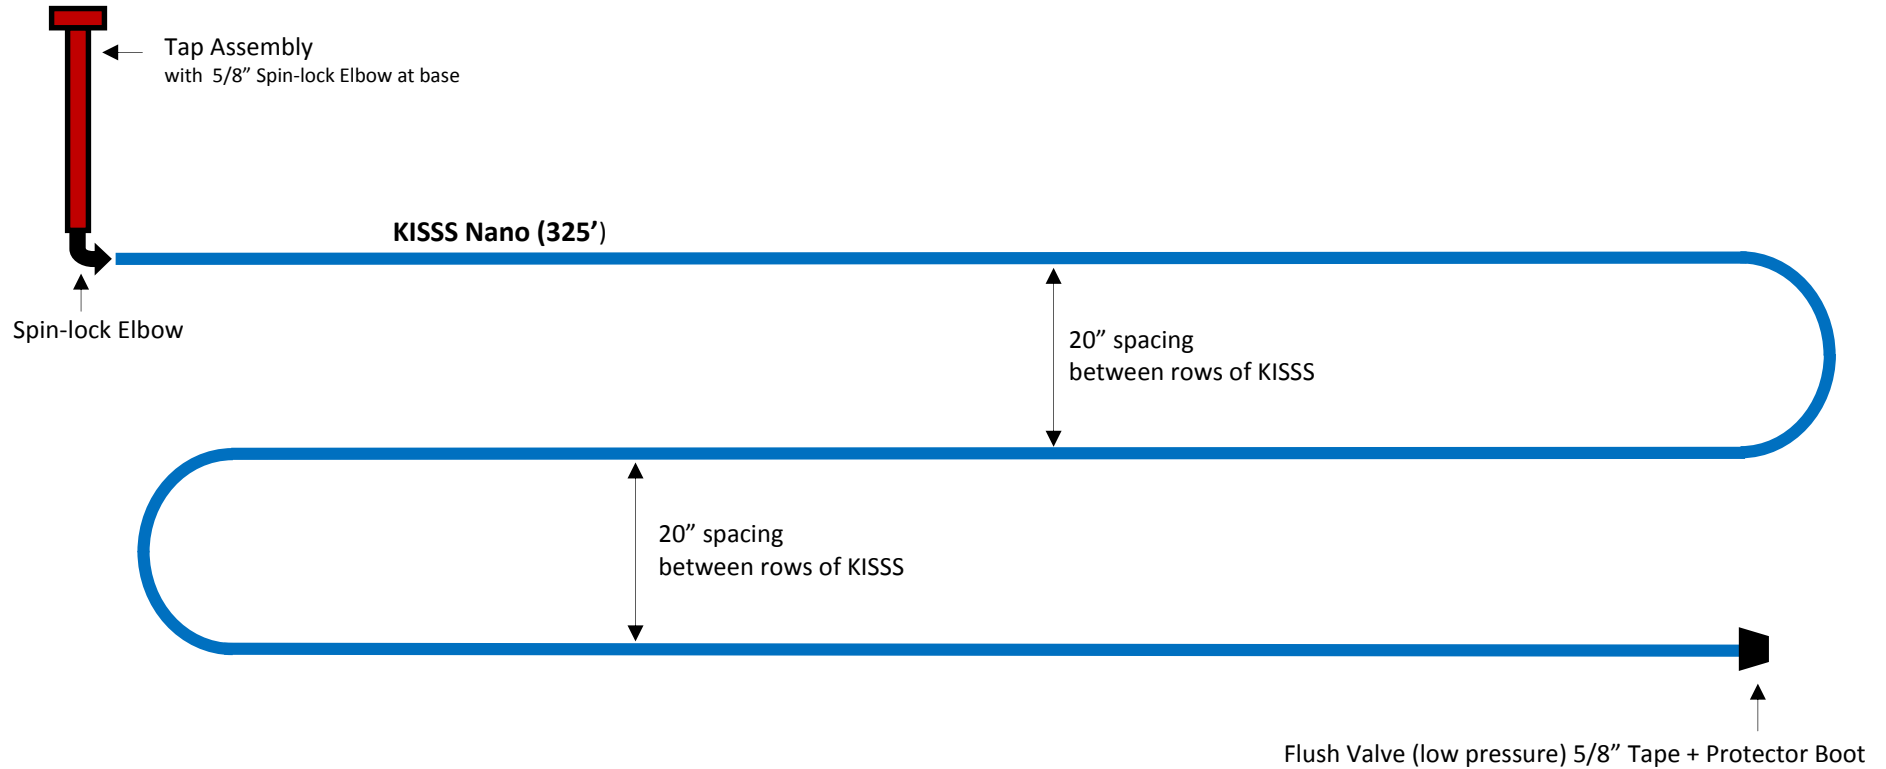 Tap Assembly
with  5/8” Spin-lock Elbow at base
KISSS Nano (325’)
Spin-lock Elbow
20” spacing
between rows of KISSS
20” spacing
between rows of KISSS
Flush Valve (low pressure) 5/8” Tape + Protector Boot